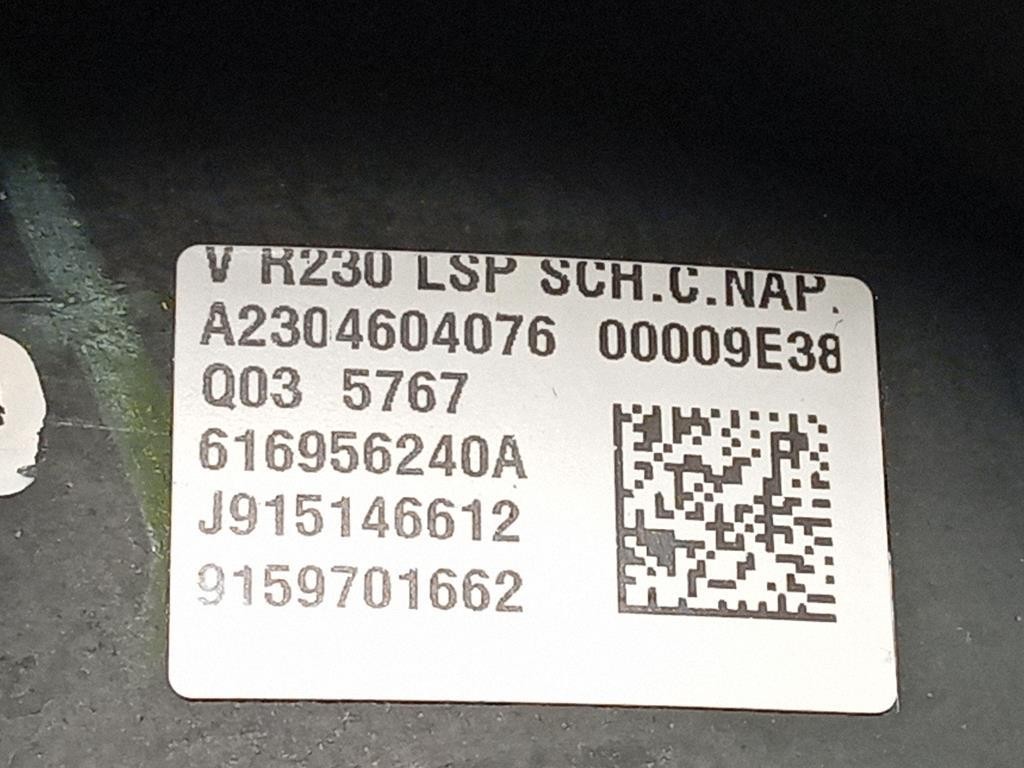 V R230 LSP SCH.C.NAP.
A2304604076 00009E38
Q03 5767
616956240A
J915146612
9159701662